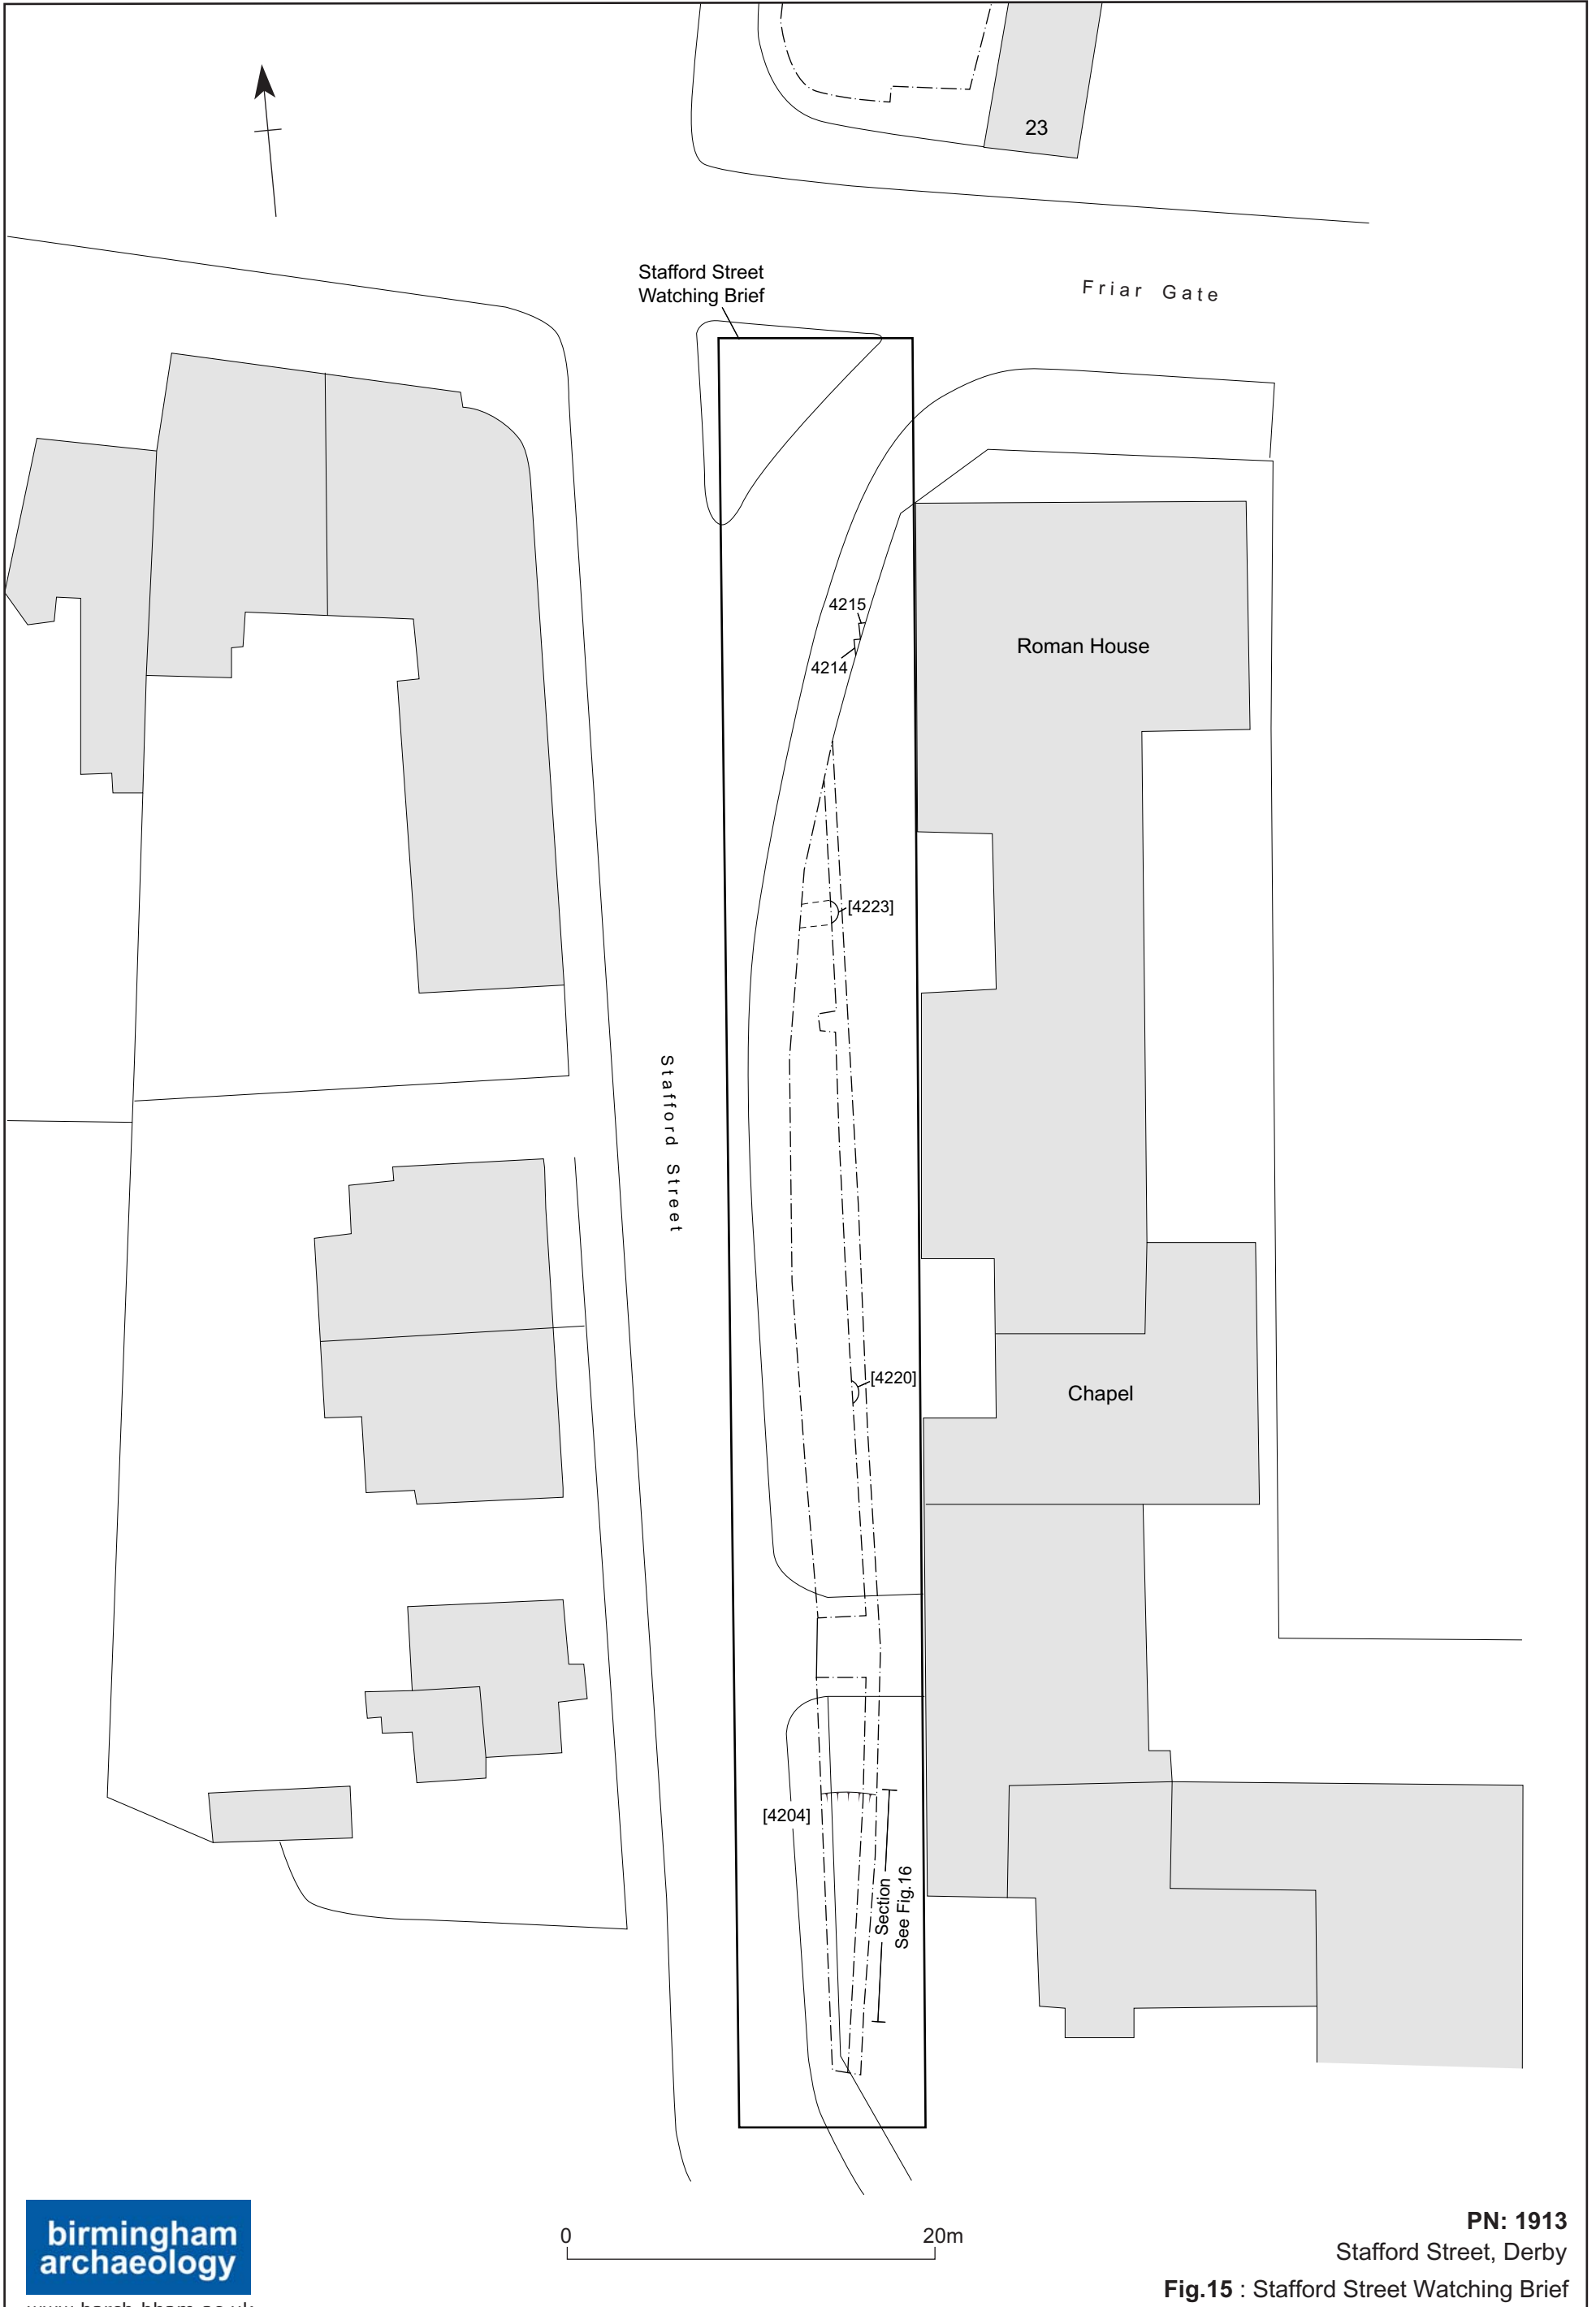 23
Friar Gate
Stafford Street
Watching Brief
4215
4214
Roman House
[4223]
Stafford Street
[4220]
Chapel
[4204]
Section
See Fig.16
birmingham
archaeology
0
20m
PN: 1913
Stafford Street, Derby
Fig.15 : Stafford Street Watching Brief